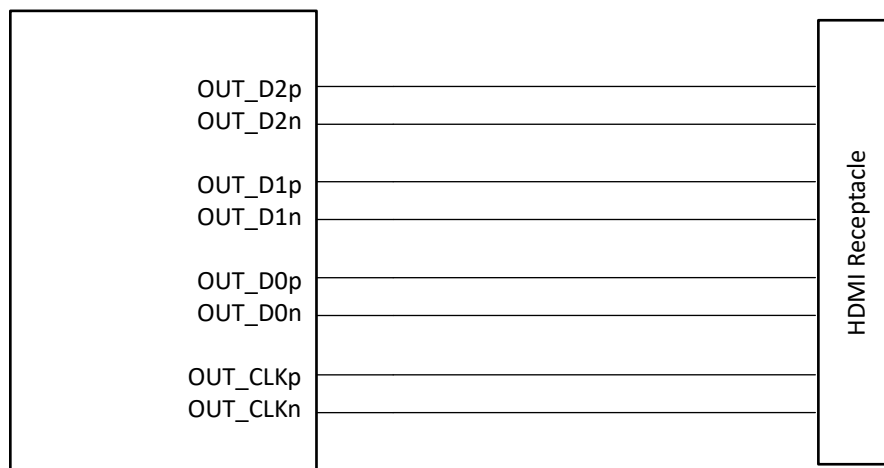 OUT_D2p
OUT_D2n
OUT_D1p
OUT_D1n
OUT_D0p
OUT_D0n
OUT_CLKp
OUT_CLKn
HDMI Receptacle